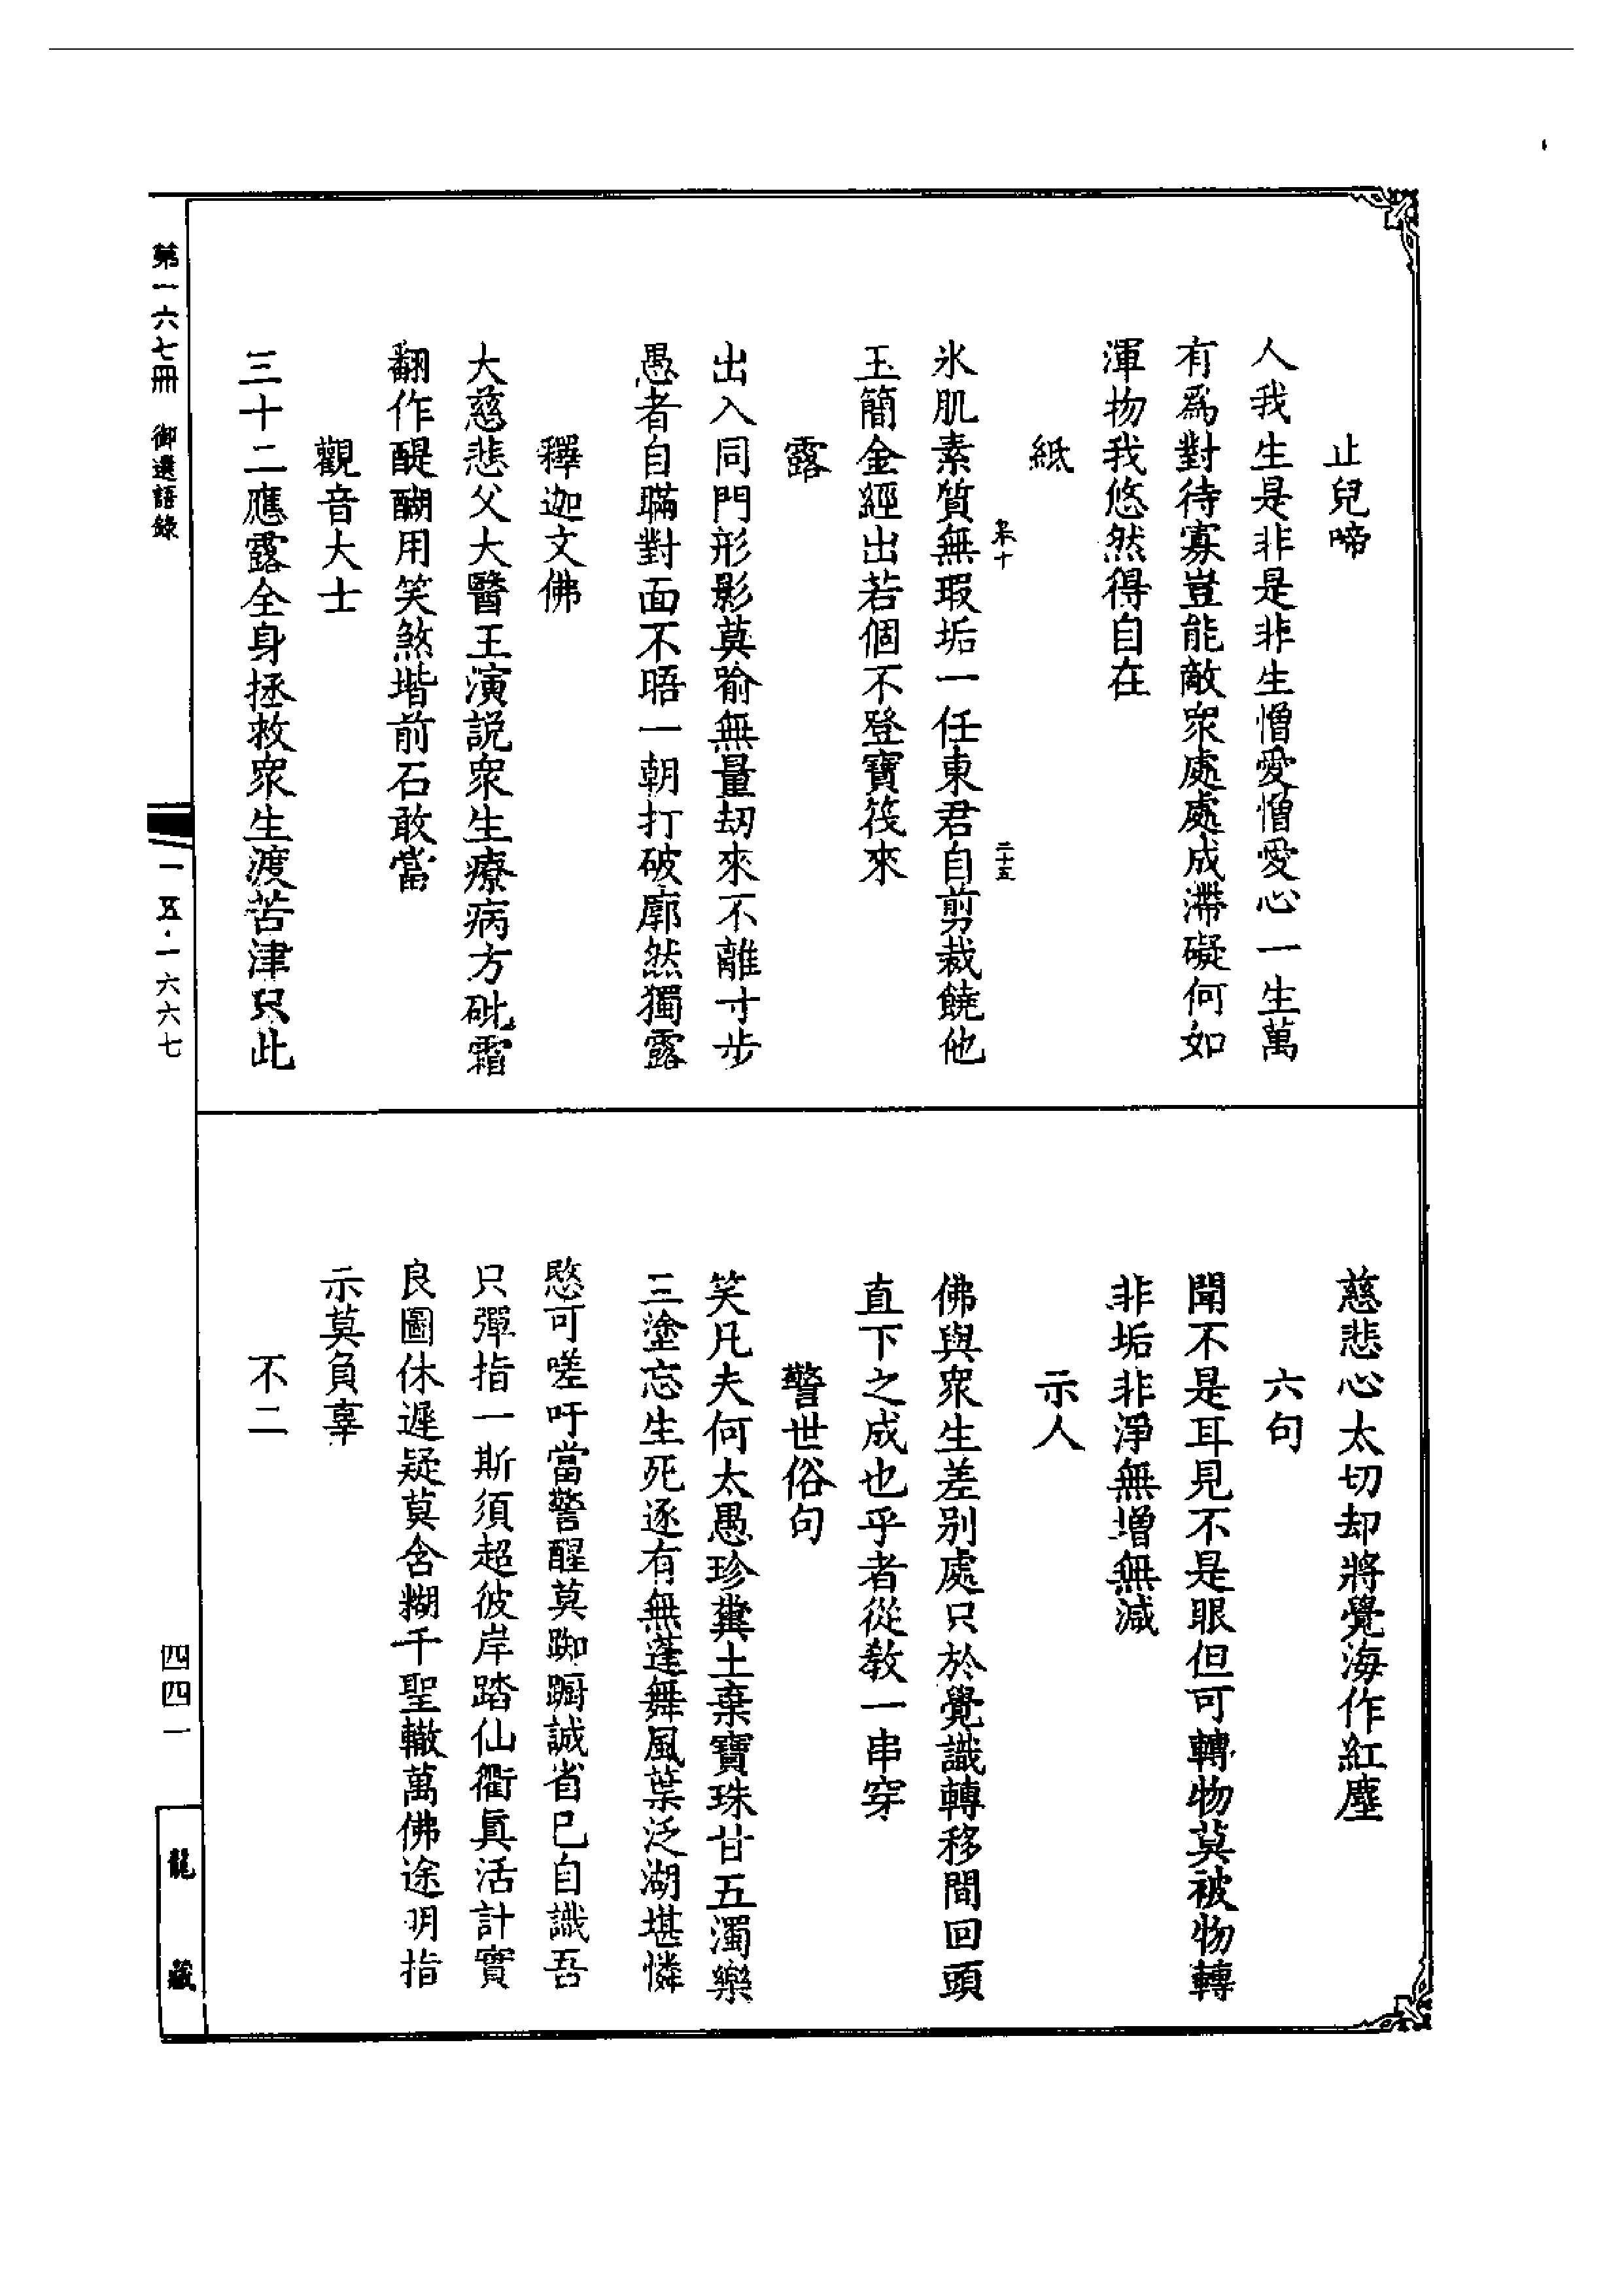 止兒啼
人我生是非是非生憎愛憎愛心一生萬
有爲對待寡豈能敵衆處處成滯礙何如
渾物我悠然得自在
紙
氷十
二十五
氷肌素質無瑕垢一任東君自剪裁饒他
玉簡金經出若個不登寶筏來
露
出入同門形影莫喻無量刼來不離寸步
愚者自瞞對面不晤一朝打破廓然獨露
釋迦文佛
大慈悲父大醫王演説衆生療病方砒霜
翻作醍醐用笑煞堦前石敢當
觀音大士
三十二應露全身拯救衆生渡苦津只此
慈悲心太切却將覺海作紅塵
六句
聞不是耳見不是眼但可轉物莫被物轉
非垢非淨無增無減
示人
佛與衆生差別處只於覺識轉移間回頭
直下之成也乎者從教一串穿
警世俗句
笑凡夫何太愚珍糞土棄寶珠甘五濁樂
三塗忘生死逐有無蓬舞風葉泛湖堪憐
愍可嗟吁當警醒莫踟躕誠省已自識吾
只彈指一斯須超彼岸踏仙衢眞活計實
良圖休遲疑莫含糊千聖轍萬佛途明指
示莫負辜
不二
第一六七冊 御選語錄
一五·一六六七
四四一
龍藏